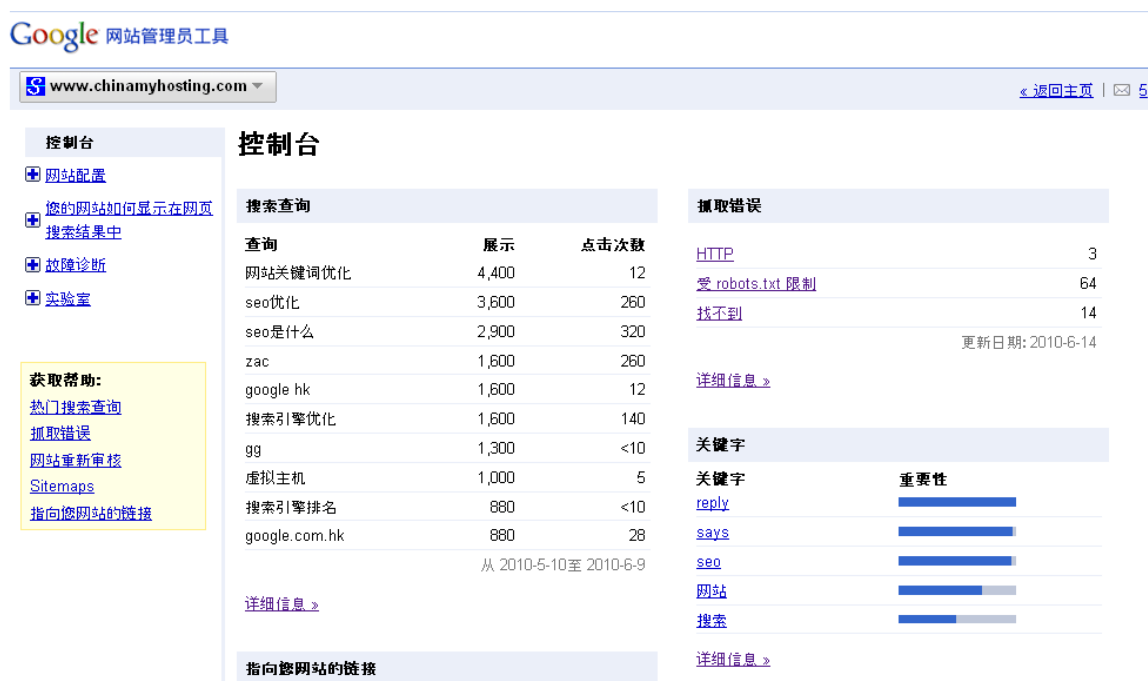 Google 网站管理员工具
www.chinamyhosting.com
« 返回主页 | 5
控制台
网站配置
您的网站如何显示在网页
搜索结果中
故障诊断
实验室
获取帮助:
热门搜索查询
抓取错误
网站重新审核
Sitemaps
指向您网站的链接
控制台
搜索查询
查询 展示 点击次数
网站关键词优化 4,400 12
seo优化 3,600 260
seo是什么 2,900 320
zac 1,600 260
google hk 1,600 12
搜索引擎优化 1,600 140
gg 1,300 <10
虚拟主机 1,000 5
搜索引擎排名 880 <10
google.com.hk 880 28
从 2010-5-10至 2010-6-9
详细信息 »
指向您网站的链接
抓取错误
HTTP 3
受 robots.txt 限制 64
找不到 14
更新日期: 2010-6-14
详细信息 »
关键字
关键字 重要性
reply
says
seo
网站
搜索
详细信息 »